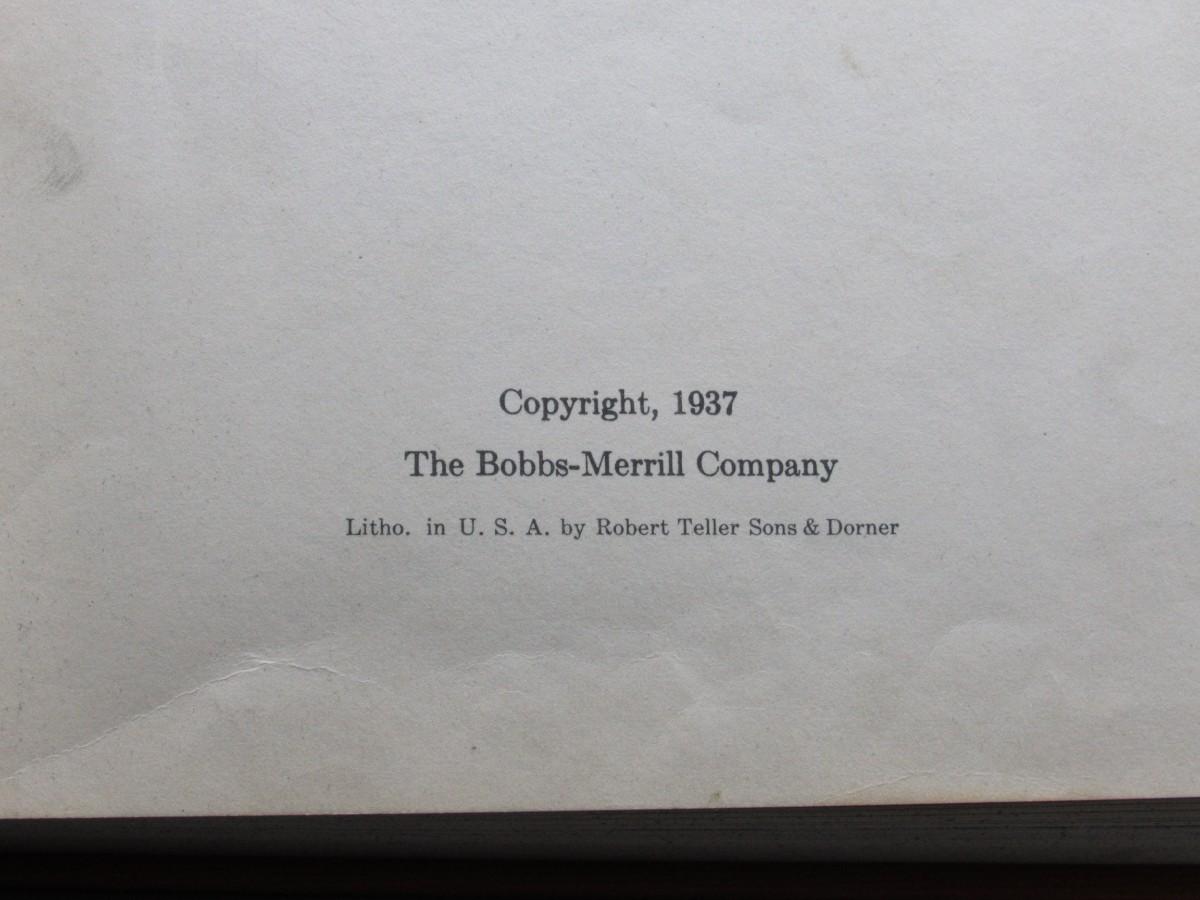 Copyright, 1937
The Bobbs-Merrill Company
Litho. in U. S. A. by Robert Teller Sons & Dorner